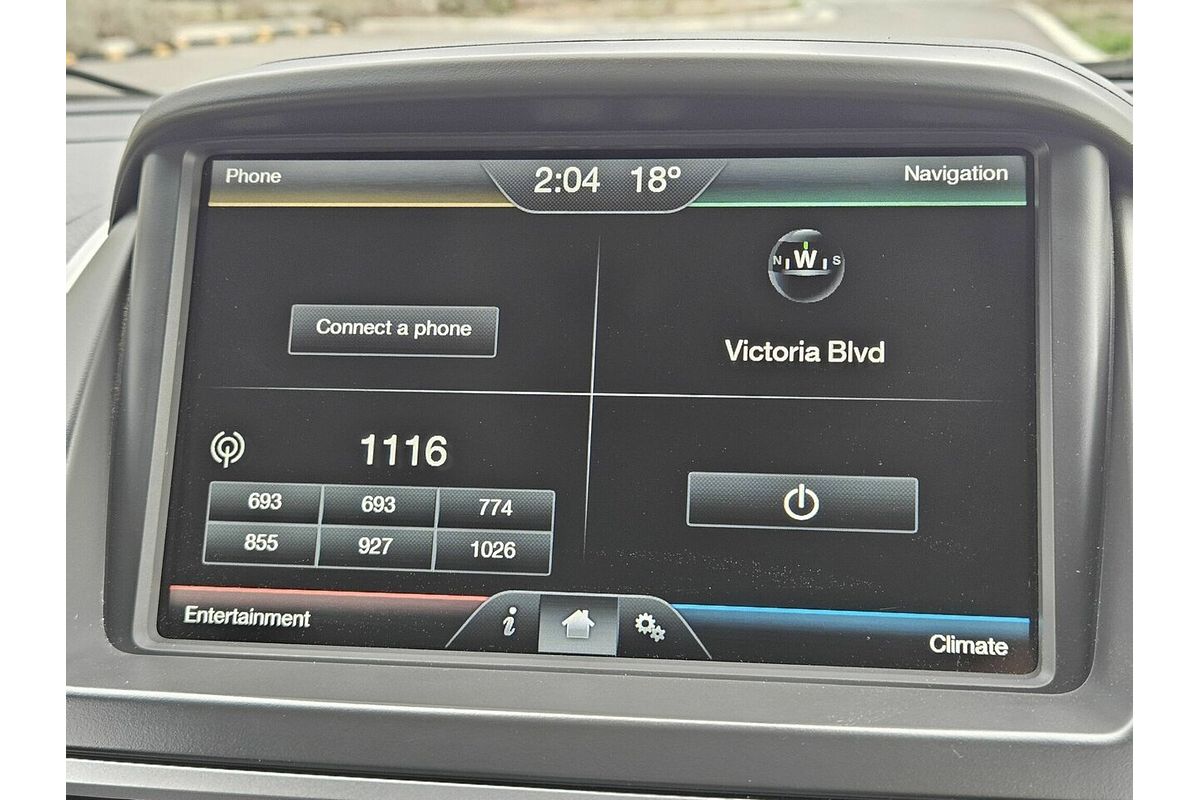 Phone
2:04 18°
Navigation
N W S
Connect a phone
Victoria Blvd
1116
693 693 774
855 927 1026
Entertainment
i
Climate